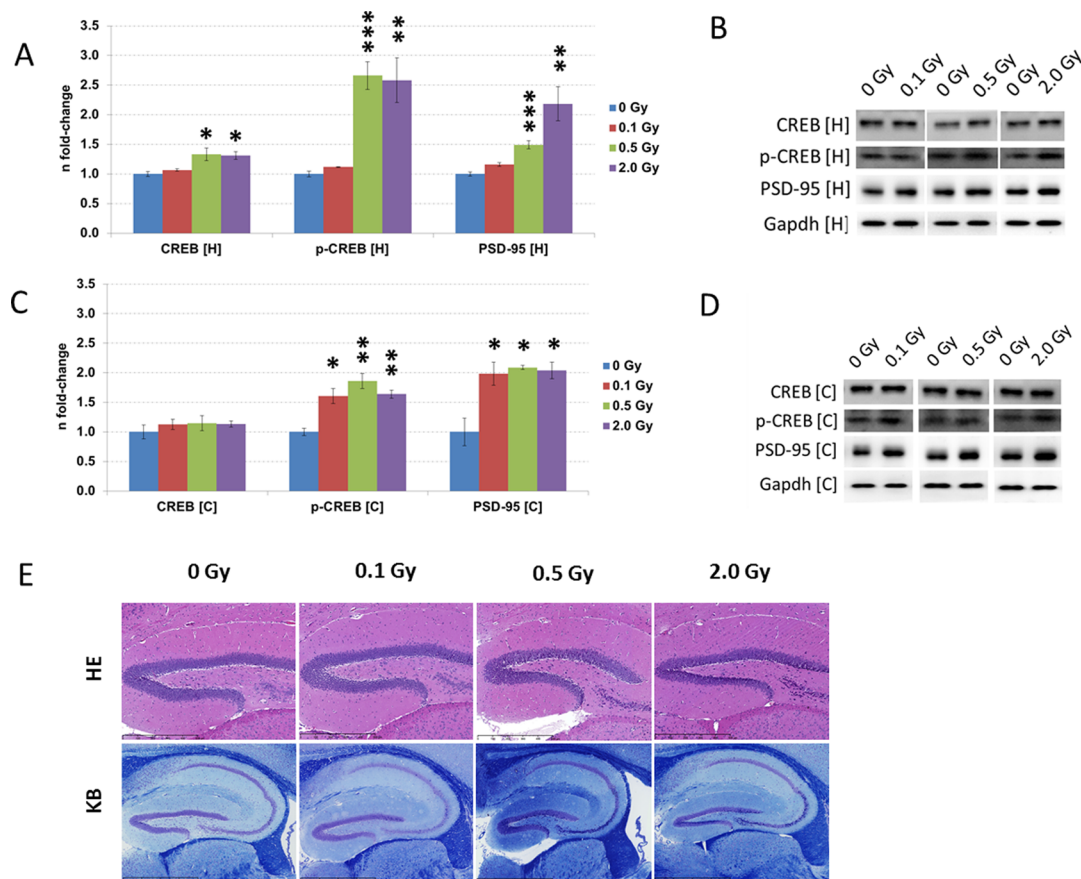 A
3.5
3.0
2.5
2.0
1.5
1.0
0.5
0.0
n fold-change
*
*
***
**
***
**
CREB [H]
p-CREB [H]
PSD-95 [H]
0 Gy
0.1 Gy
0.5 Gy
2.0 Gy
B
0 Gy
0.1 Gy
0 Gy
0.5 Gy
0 Gy
2.0 Gy
CREB [H]
p-CREB [H]
PSD-95 [H]
Gapdh [H]
C
3.5
3.0
2.5
2.0
1.5
1.0
0.5
0.0
n fold-change
*
**
**
*
*
*
CREB [C]
p-CREB [C]
PSD-95 [C]
0 Gy
0.1 Gy
0.5 Gy
2.0 Gy
D
0 Gy
0.1 Gy
0 Gy
0.5 Gy
0 Gy
2.0 Gy
CREB [C]
p-CREB [C]
PSD-95 [C]
Gapdh [C]
E
0 Gy
0.1 Gy
0.5 Gy
2.0 Gy
HE
KB